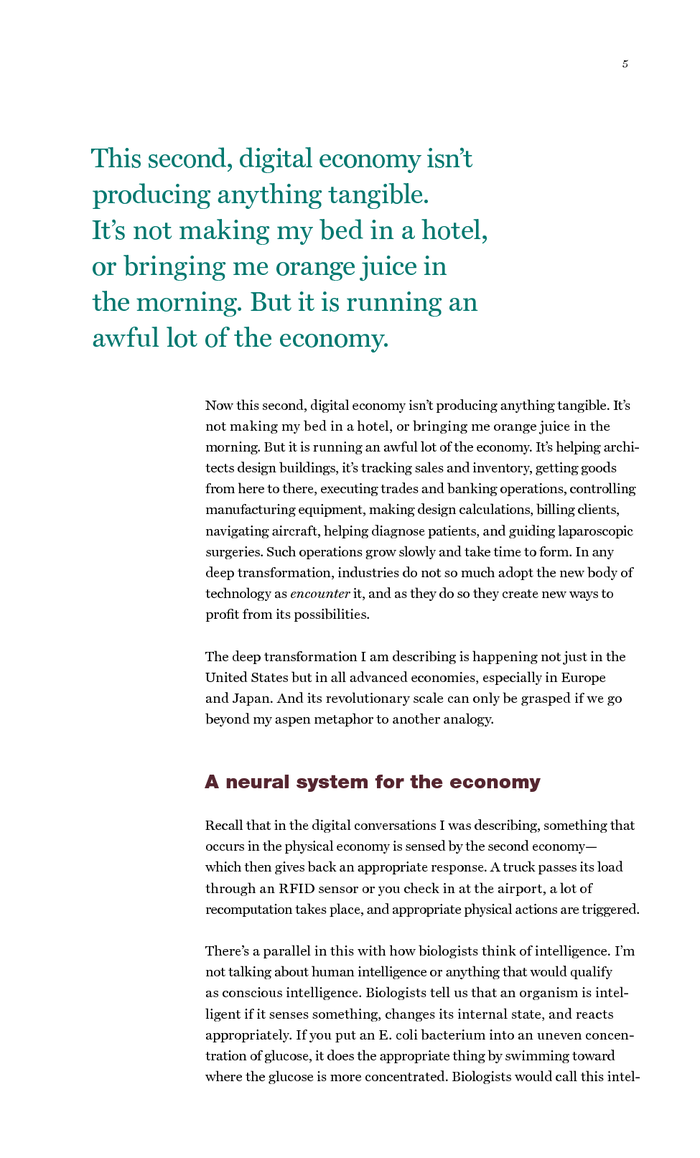 5
This second, digital economy isn’t
producing anything tangible.
It’s not making my bed in a hotel,
or bringing me orange juice in
the morning. But it is running an
awful lot of the economy.
Now this second, digital economy isn’t producing anything tangible. It’s
not making my bed in a hotel, or bringing me orange juice in the
morning. But it is running an awful lot of the economy. It’s helping archi-
tects design buildings, it’s tracking sales and inventory, getting goods
from here to there, executing trades and banking operations, controlling
manufacturing equipment, making design calculations, billing clients,
navigating aircraft, helping diagnose patients, and guiding laparoscopic
surgeries. Such operations grow slowly and take time to form. In any
deep transformation, industries do not so much adopt the new body of
technology as encounter it, and as they do so they create new ways to
profit from its possibilities.
The deep transformation I am describing is happening not just in the
United States but in all advanced economies, especially in Europe
and Japan. And its revolutionary scale can only be grasped if we go
beyond my aspen metaphor to another analogy.
A neural system for the economy
Recall that in the digital conversations I was describing, something that
occurs in the physical economy is sensed by the second economy—
which then gives back an appropriate response. A truck passes its load
through an RFID sensor or you check in at the airport, a lot of
recomputation takes place, and appropriate physical actions are triggered.
There’s a parallel in this with how biologists think of intelligence. I’m
not talking about human intelligence or anything that would qualify
as conscious intelligence. Biologists tell us that an organism is intel-
ligent if it senses something, changes its internal state, and reacts
appropriately. If you put an E. coli bacterium into an uneven concen-
tration of glucose, it does the appropriate thing by swimming toward
where the glucose is more concentrated. Biologists would call this intel-